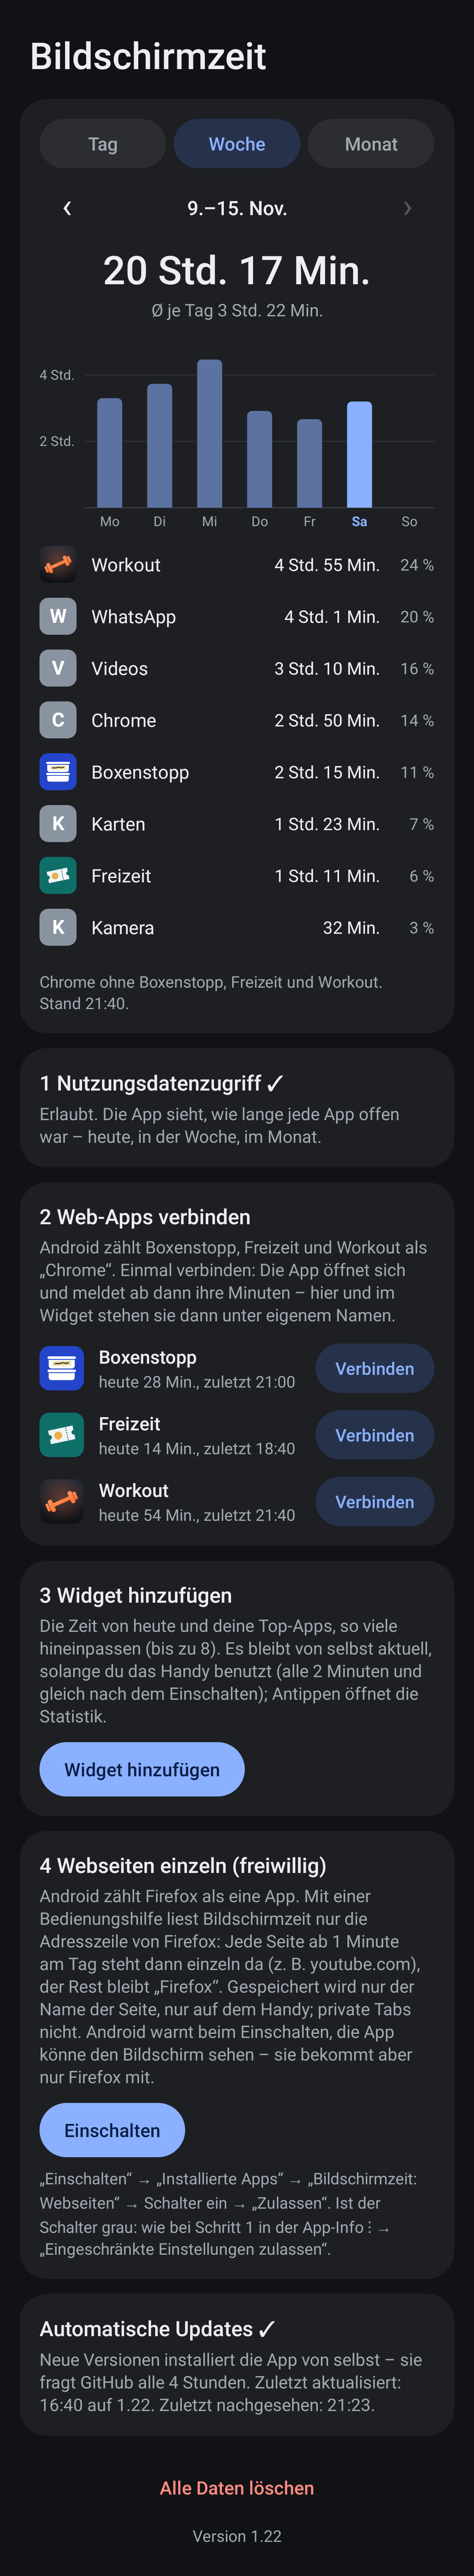 Bildschirmzeit
Tag Woche Monat
‹ 9.–15. Nov. ›
20 Std. 17 Min.
Ø je Tag 3 Std. 22 Min.
4 Std.
2 Std.
Mo Di Mi Do Fr Sa So
Workout 4 Std. 55 Min. 24 %
W WhatsApp 4 Std. 1 Min. 20 %
V Videos 3 Std. 10 Min. 16 %
C Chrome 2 Std. 50 Min. 14 %
Boxenstopp 2 Std. 15 Min. 11 %
K Karten 1 Std. 23 Min. 7 %
Freizeit 1 Std. 11 Min. 6 %
K Kamera 32 Min. 3 %
Chrome ohne Boxenstopp, Freizeit und Workout.
Stand 21:40.
1 Nutzungsdatenzugriff ✓
Erlaubt. Die App sieht, wie lange jede App offen
war – heute, in der Woche, im Monat.
2 Web-Apps verbinden
Android zählt Boxenstopp, Freizeit und Workout als
„Chrome“. Einmal verbinden: Die App öffnet sich
und meldet ab dann ihre Minuten – hier und im
Widget stehen sie dann unter eigenem Namen.
Boxenstopp
heute 28 Min., zuletzt 21:00
Verbinden
Freizeit
heute 14 Min., zuletzt 18:40
Verbinden
Workout
heute 54 Min., zuletzt 21:40
Verbinden
3 Widget hinzufügen
Die Zeit von heute und deine Top-Apps, so viele
hineinpassen (bis zu 8). Es bleibt von selbst aktuell,
solange du das Handy benutzt (alle 2 Minuten und
gleich nach dem Einschalten); Antippen öffnet die
Statistik.
Widget hinzufügen
4 Webseiten einzeln (freiwillig)
Android zählt Firefox als eine App. Mit einer
Bedienungshilfe liest Bildschirmzeit nur die
Adresszeile von Firefox: Jede Seite ab 1 Minute
am Tag steht dann einzeln da (z. B. youtube.com),
der Rest bleibt „Firefox“. Gespeichert wird nur der
Name der Seite, nur auf dem Handy; private Tabs
nicht. Android warnt beim Einschalten, die App
könne den Bildschirm sehen – sie bekommt aber
nur Firefox mit.
Einschalten
„Einschalten“ → „Installierte Apps“ → „Bildschirmzeit:
Webseiten“ → Schalter ein → „Zulassen“. Ist der
Schalter grau: wie bei Schritt 1 in der App-Info ⋮ →
„Eingeschränkte Einstellungen zulassen“.
Automatische Updates ✓
Neue Versionen installiert die App von selbst – sie
fragt GitHub alle 4 Stunden. Zuletzt aktualisiert:
16:40 auf 1.22. Zuletzt nachgesehen: 21:23.
Alle Daten löschen
Version 1.22